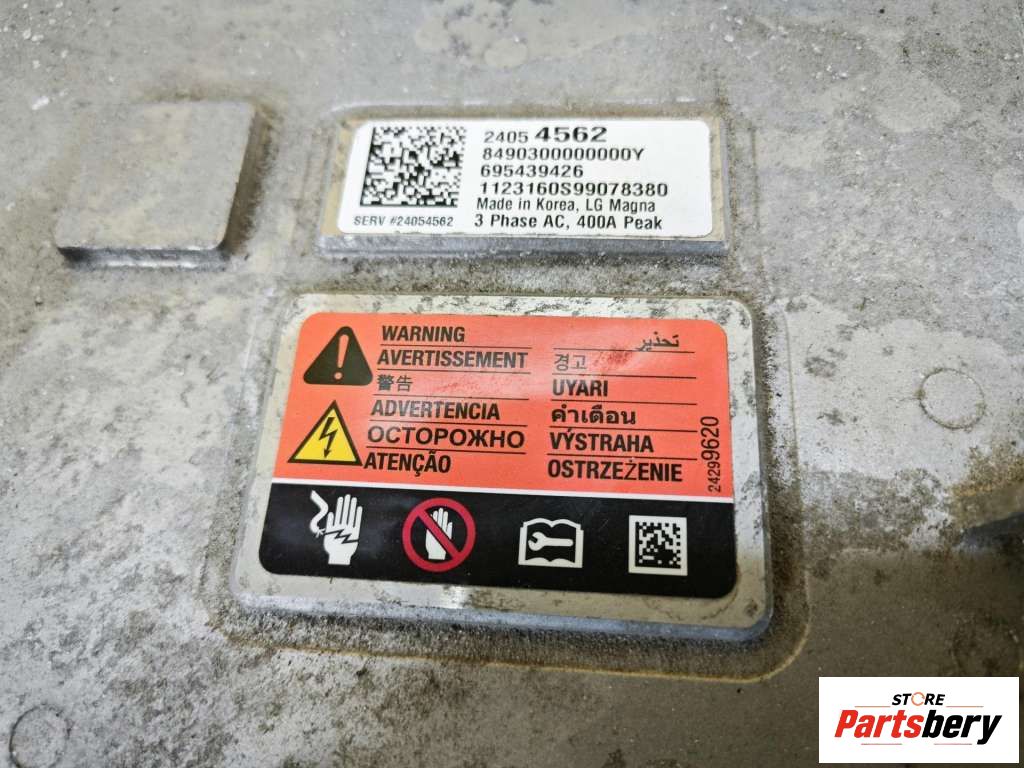 2405 4562
8490300000000Y
695439426
1123160S99078380
Made in Korea, LG Magna
SERV #24054562
3 Phase AC, 400A Peak
WARNING
AVERTISSEMENT
警告
ADVERTENCIA
ОСТОРОЖНО
ATENÇÃO
تحذير
경고
UYARI
คำเตือน
VÝSTRAHA
OSTRZEŻENIE
24299620
STORE
Partsbery